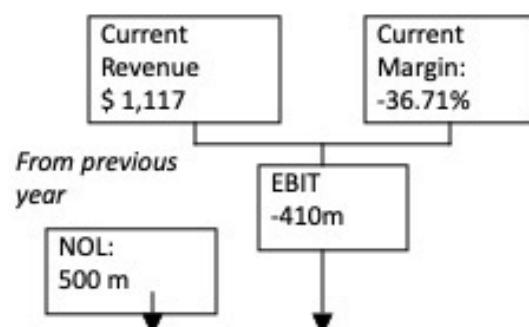 Current
Revenue
$ 1,117
Current
Margin:
-36.71%
From previous
year
EBIT
-410m
NOL:
500 m